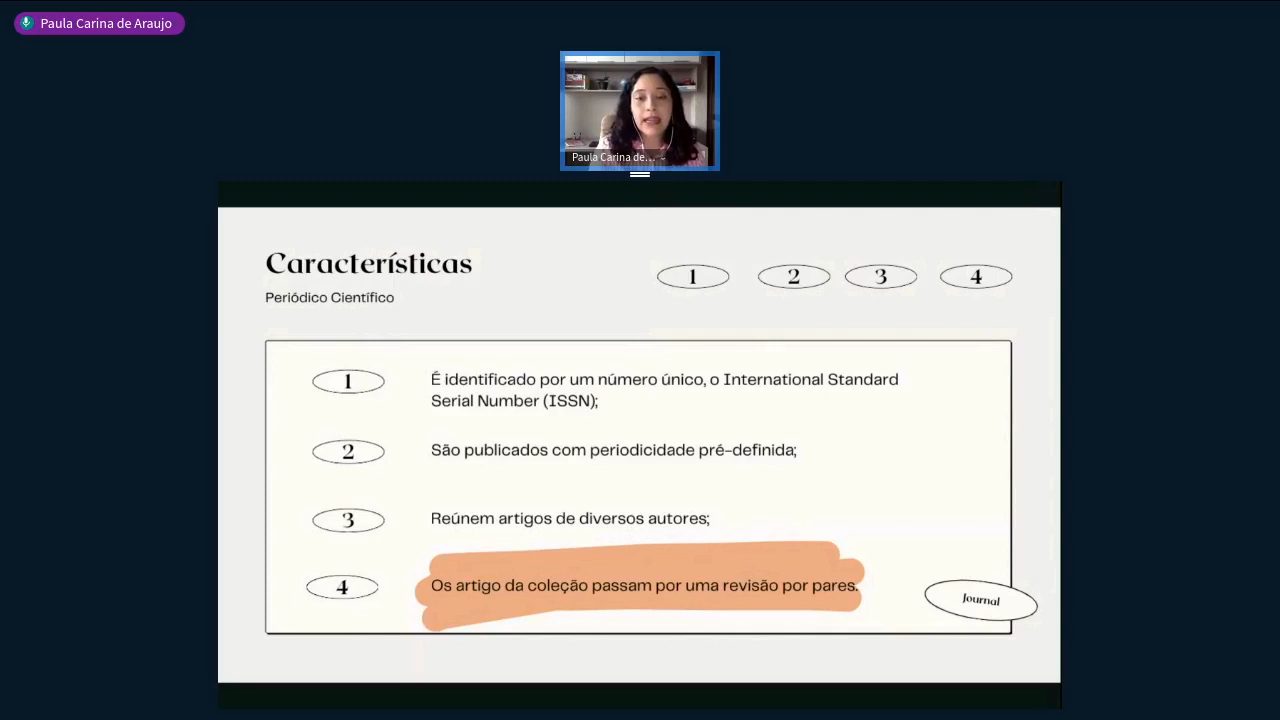 Paula Carina de Araujo
Paula Carina de...
Características
Periódico Científico
1 2 3 4
1 É identificado por um número único, o International Standard
Serial Number (ISSN);
2 São publicados com periodicidade pré-definida;
3 Reúnem artigos de diversos autores;
4 Os artigo da coleção passam por uma revisão por pares.
Journal